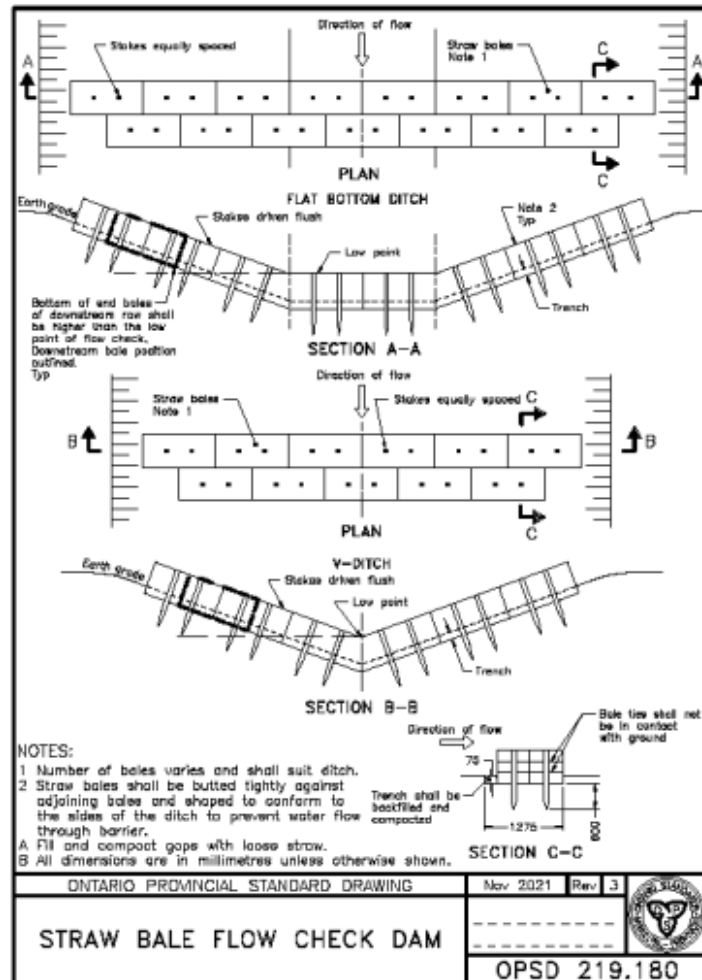 Direction of flow
Stakes equally spaced
Straw bales
Note 1
C
A
A
PLAN
C
FLAT BOTTOM DITCH
Earth grade
Stakes driven flush
Note 2
Typ
Low point
Trench
Bottom of end bales
of downstream row shall
be higher than the low
point of flow check,
Downstream bale position
outlined.
Typ
SECTION A-A
Direction of flow
Straw bales
Note 1
Stakes equally spaced
C
B
B
PLAN
C
V-DITCH
Earth grade
Stakes driven flush
Low point
Trench
SECTION B-B
Direction of flow
Bale ties shall not
be in contact
with ground
75
Trench shall be
backfilled and
compacted
1275
600
SECTION C-C
NOTES:
1 Number of bales varies and shall suit ditch.
2 Straw bales shall be butted tightly against
adjoining bales and shaped to conform to
the sides of the ditch to prevent water flow
through barrier.
A Fill and compact gaps with loose straw.
B All dimensions are in millimetres unless otherwise shown.
ONTARIO PROVINCIAL STANDARD DRAWING
Nov 2021 Rev 3
STRAW BALE FLOW CHECK DAM
OPSD 219.180